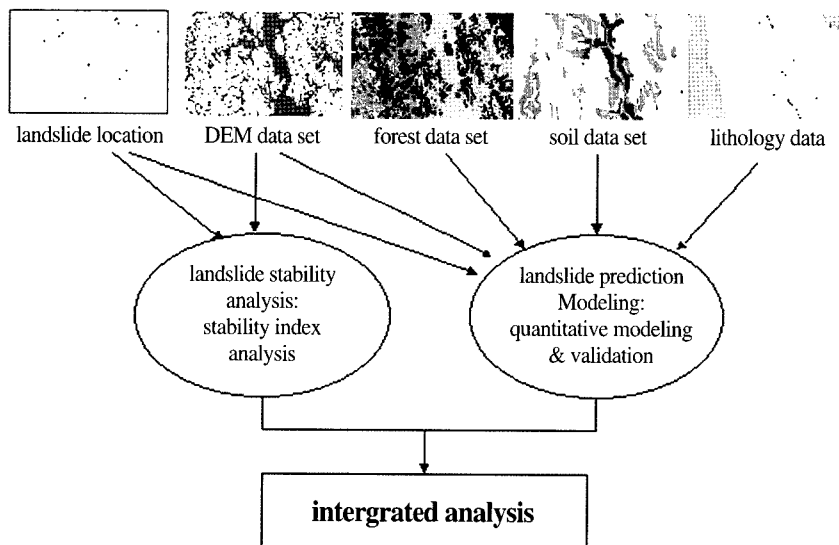 landslide location
DEM data set
forest data set
soil data set
lithology data
landslide stability
analysis:
stability index
analysis
landslide prediction
Modeling:
quantitative modeling
& validation
intergrated analysis